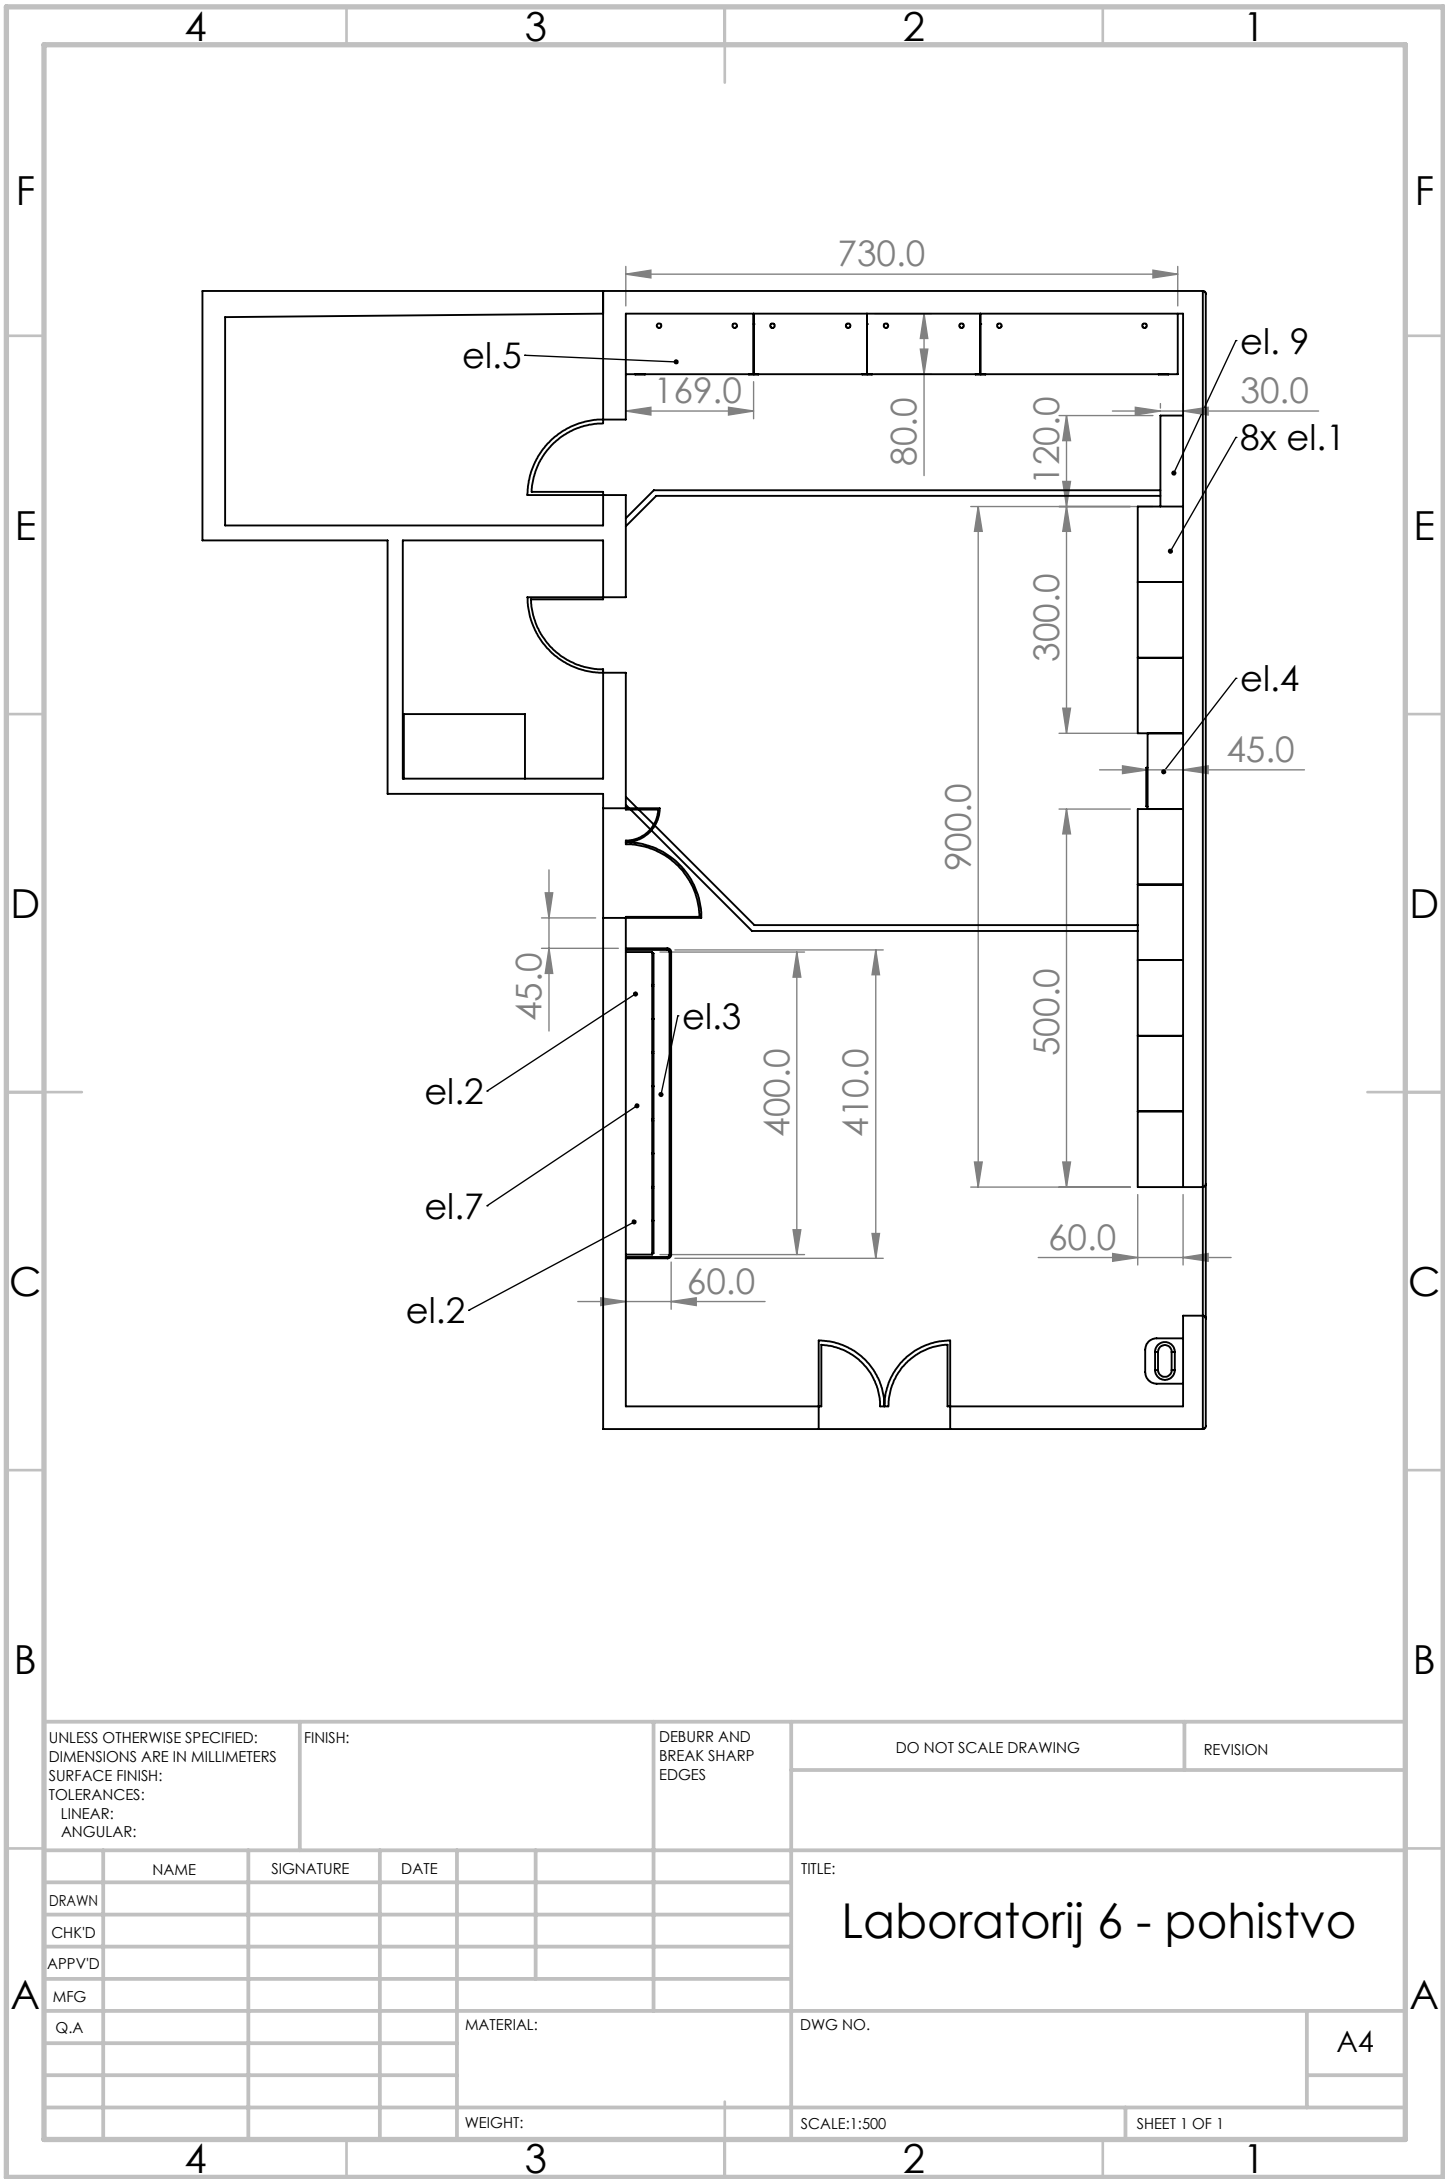 4 3 2 1
F F
730.0
el.5
el. 9
169.0
80.0
120.0
30.0
8x el.1
E E
300.0
el.4
45.0
900.0
D D
45.0
500.0
el.3
400.0
410.0
el.2
el.7
60.0
60.0
el.2
C C
B B
UNLESS OTHERWISE SPECIFIED:
DIMENSIONS ARE IN MILLIMETERS
SURFACE FINISH:
TOLERANCES:
LINEAR:
ANGULAR:
FINISH:
DEBURR AND
BREAK SHARP
EDGES
DO NOT SCALE DRAWING
REVISION
NAME SIGNATURE DATE
DRAWN
CHK'D
APPV'D
MFG
Q.A
TITLE:
Laboratorij 6 - pohistvo
A A
MATERIAL:
DWG NO.
A4
WEIGHT:
SCALE:1:500
SHEET 1 OF 1
4 3 2 1